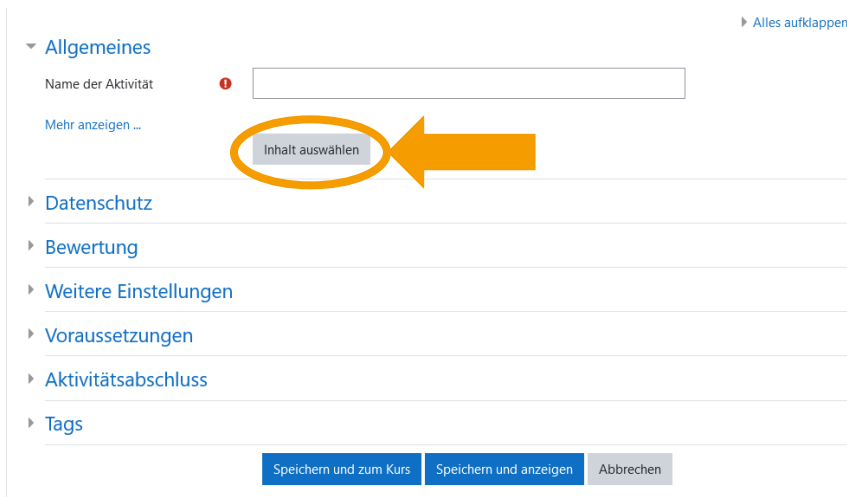 Alles aufklappen
Allgemeines
Name der Aktivität
Mehr anzeigen ...
Inhalt auswählen
Datenschutz
Bewertung
Weitere Einstellungen
Voraussetzungen
Aktivitätsabschluss
Tags
Speichern und zum Kurs Speichern und anzeigen Abbrechen